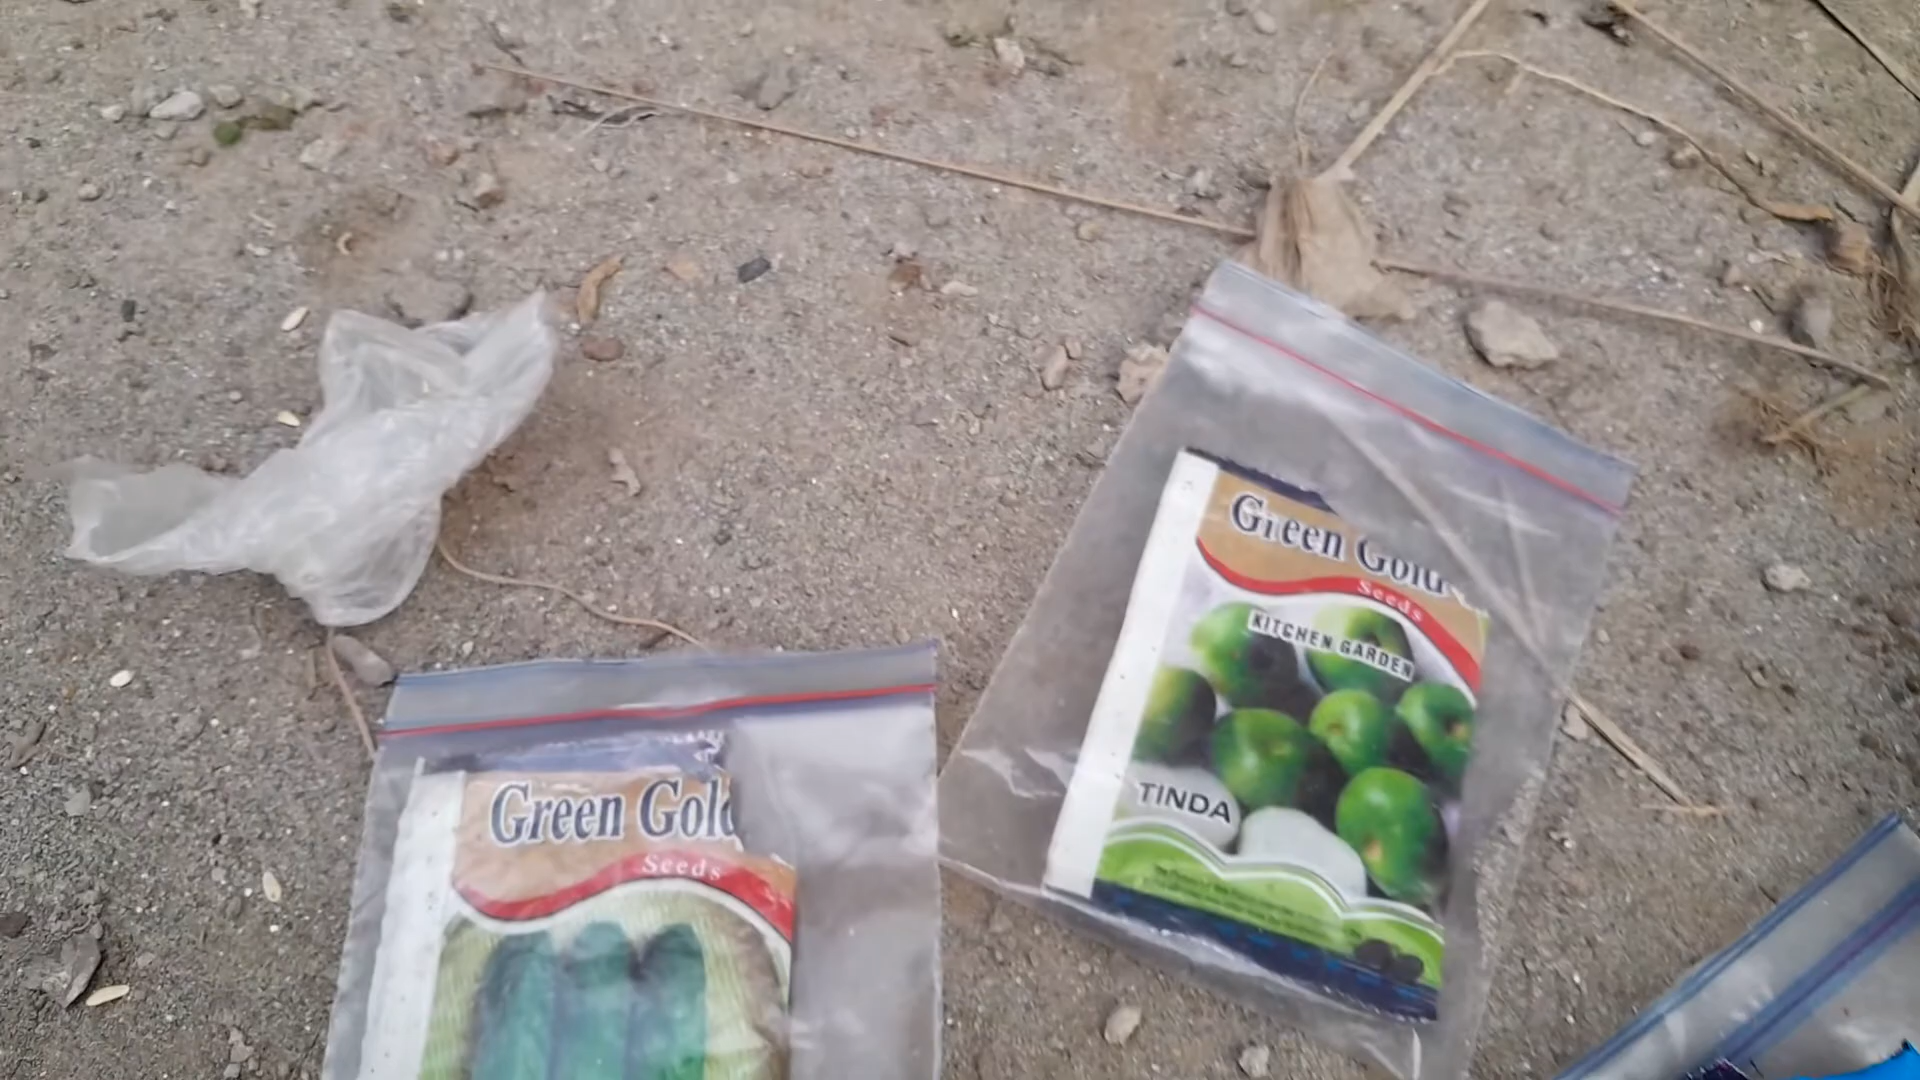 Green Gold
Seeds
KITCHEN GARDEN
TINDA
Green Gold
Seeds